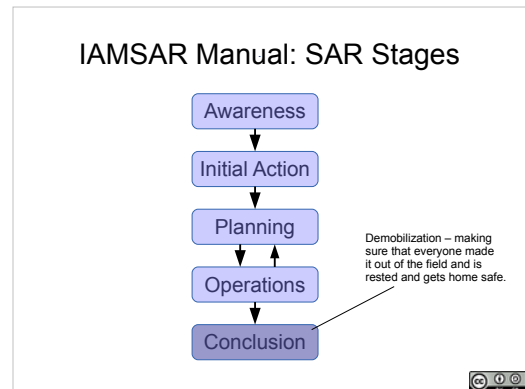 IAMSAR Manual: SAR Stages
Awareness
Initial Action
Planning
Operations
Conclusion
Demobilization – making
sure that everyone made
it out of the field and is
rested and gets home safe.
cc